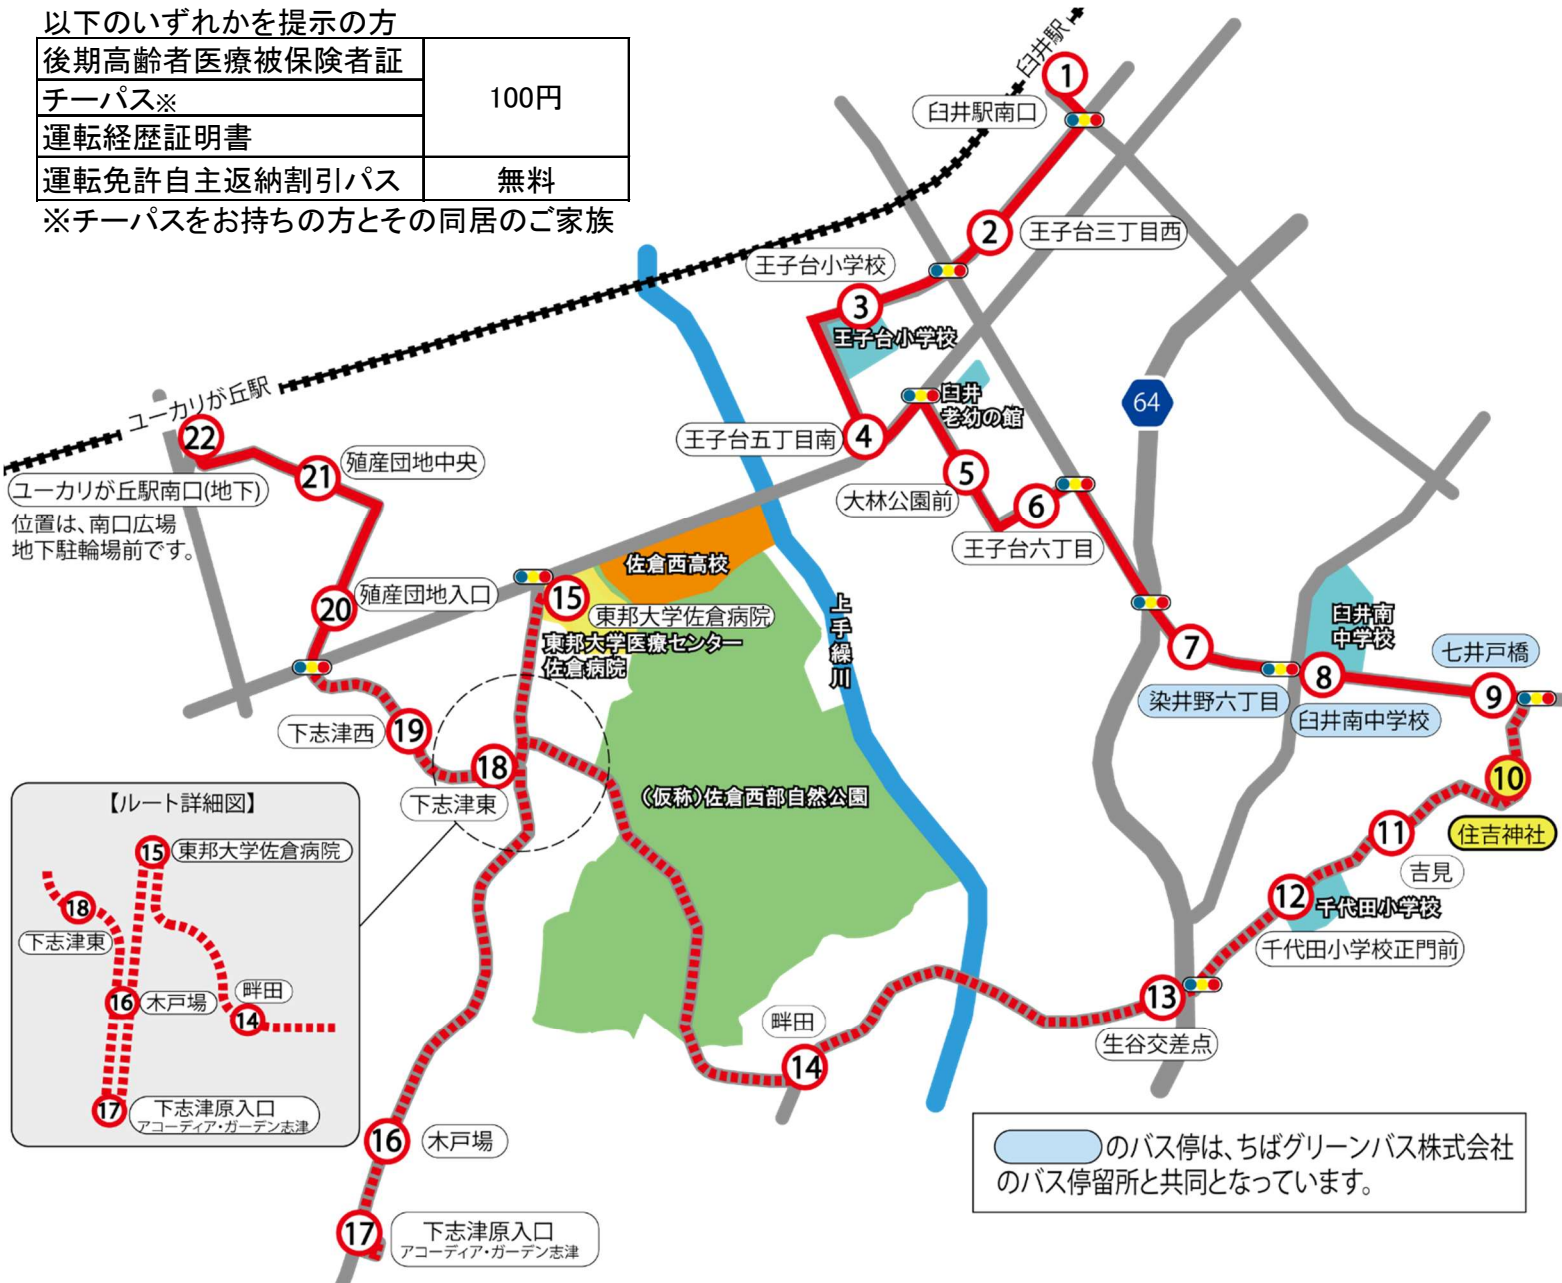 以下のいずれかを提示の方
後期高齢者医療被保険者証
チーパス※
運転経歴証明書
100円
運転免許自主返納割引パス
無料
※チーパスをお持ちの方とその同居のご家族
臼井駅
1
臼井駅南口
2
王子台三丁目西
王子台小学校
3
王子台小学校
臼井
老幼の館
64
ユーカリが丘駅
22
ユーカリが丘駅南口(地下)
位置は、南口広場
地下駐輪場前です。
21
殖産団地中央
王子台五丁目南
4
5
大林公園前
6
王子台六丁目
20
殖産団地入口
佐倉西高校
15
東邦大学佐倉病院
東邦大学医療センター
佐倉病院
上手繰川
臼井南
中学校
7
染井野六丁目
8
臼井南中学校
七井戸橋
9
下志津西
19
18
下志津東
(仮称)佐倉西部自然公園
10
住吉神社
11
吉見
12
千代田小学校
千代田小学校正門前
13
生谷交差点
畔田
14
【ルート詳細図】
15
東邦大学佐倉病院
18
下志津東
16
木戸場
畔田
14
17
下志津原入口
アコーディア・ガーデン志津
16
木戸場
17
下志津原入口
アコーディア・ガーデン志津
のバス停は、ちばグリーンバス株式会社
のバス停留所と共同となっています。